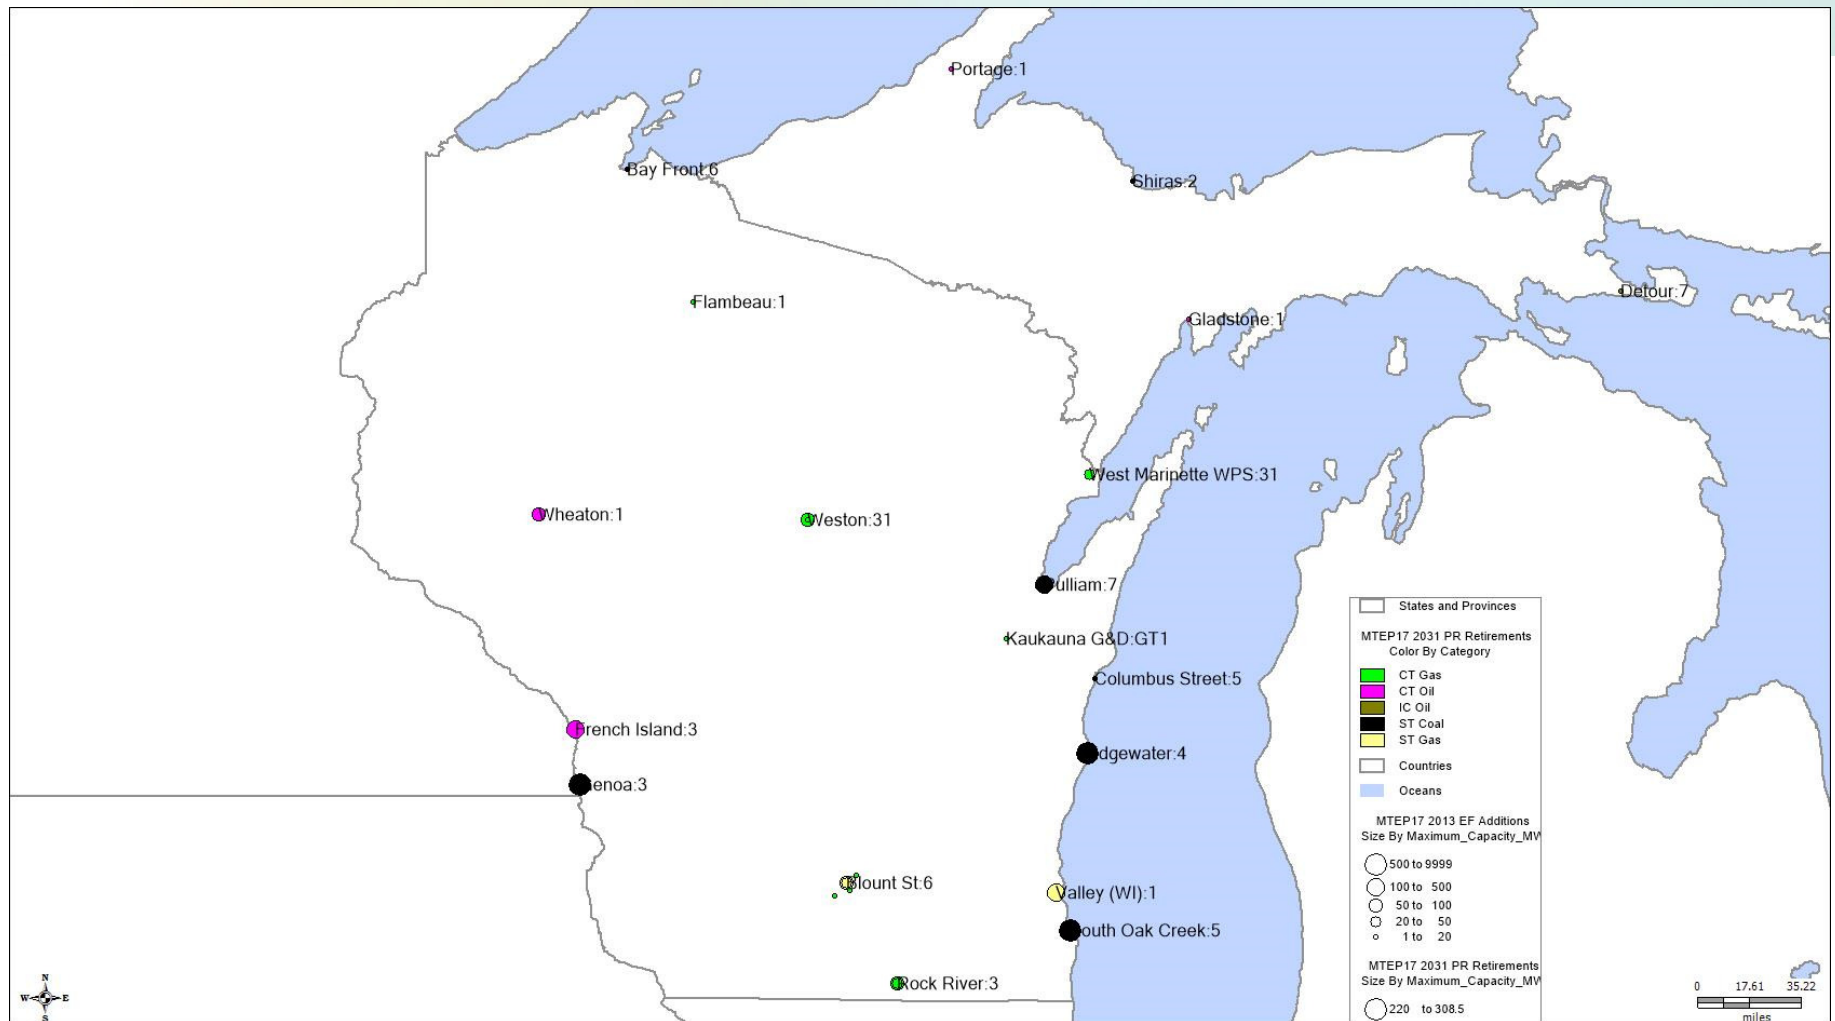 Portage:1
Bay Front:6
Shiras:2
Detour:7
Flambeau:1
Gladstone:1
West Marinette WPS:31
Wheaton:1
Weston:31
Pulliam:7
Kaukauna G&D:GT1
Columbus Street:5
French Island:3
Edgewater:4
Genoa:3
Blount St:6
Valley (WI):1
South Oak Creek:5
Rock River:3
States and Provinces
MTEP17 2031 PR Retirements
Color By Category
CT Gas
CT Oil
IC Oil
ST Coal
ST Gas
Countries
Oceans
MTEP17 2013 EF Additions
Size By Maximum_Capacity_MW
500 to 9999
100 to 500
50 to 100
20 to 50
1 to 20
MTEP17 2031 PR Retirements
Size By Maximum_Capacity_MW
220 to 308.5
N
W E
S
0 17.61 35.22
miles